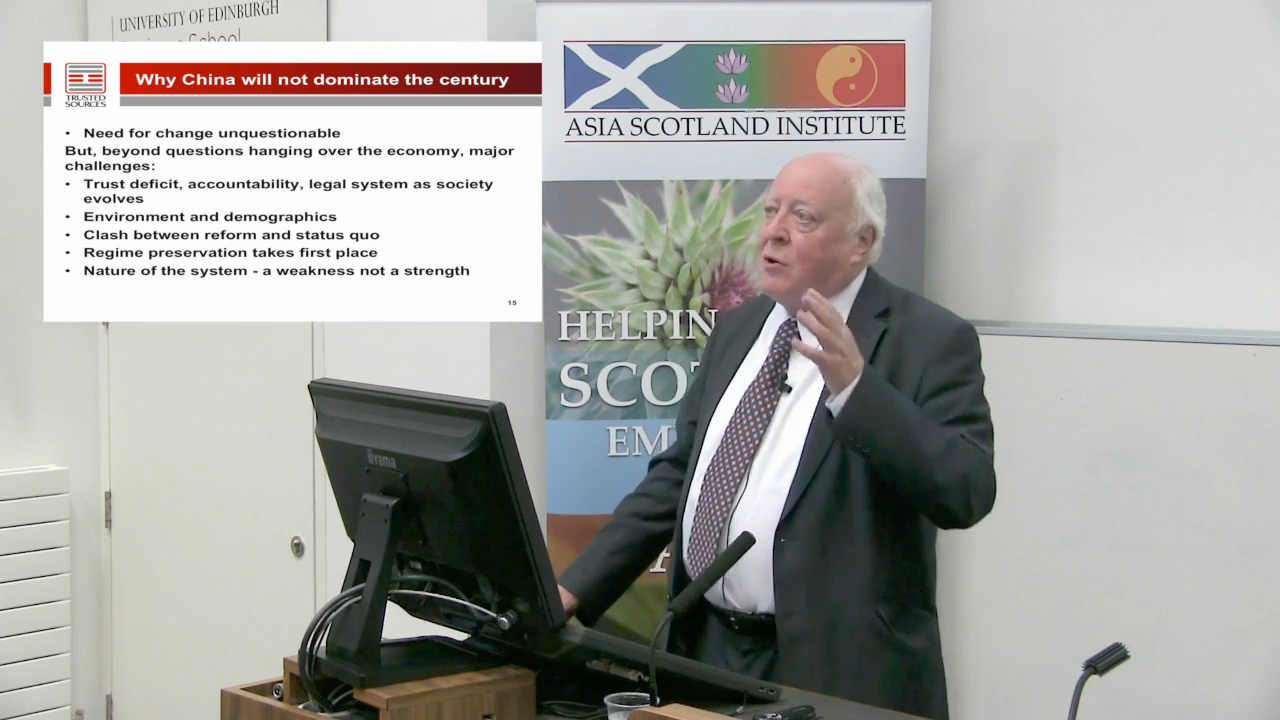 UNIVERSITY OF EDINBURGH
School
Why China will not dominate the century
TRUSTED
SOURCES
• Need for change unquestionable
But, beyond questions hanging over the economy, major
challenges:
• Trust deficit, accountability, legal system as society
evolves
• Environment and demographics
• Clash between reform and status quo
• Regime preservation takes first place
• Nature of the system - a weakness not a strength
15
ASIA SCOTLAND INSTITUTE
HELPIN
SCOT
EM
A
iiyama